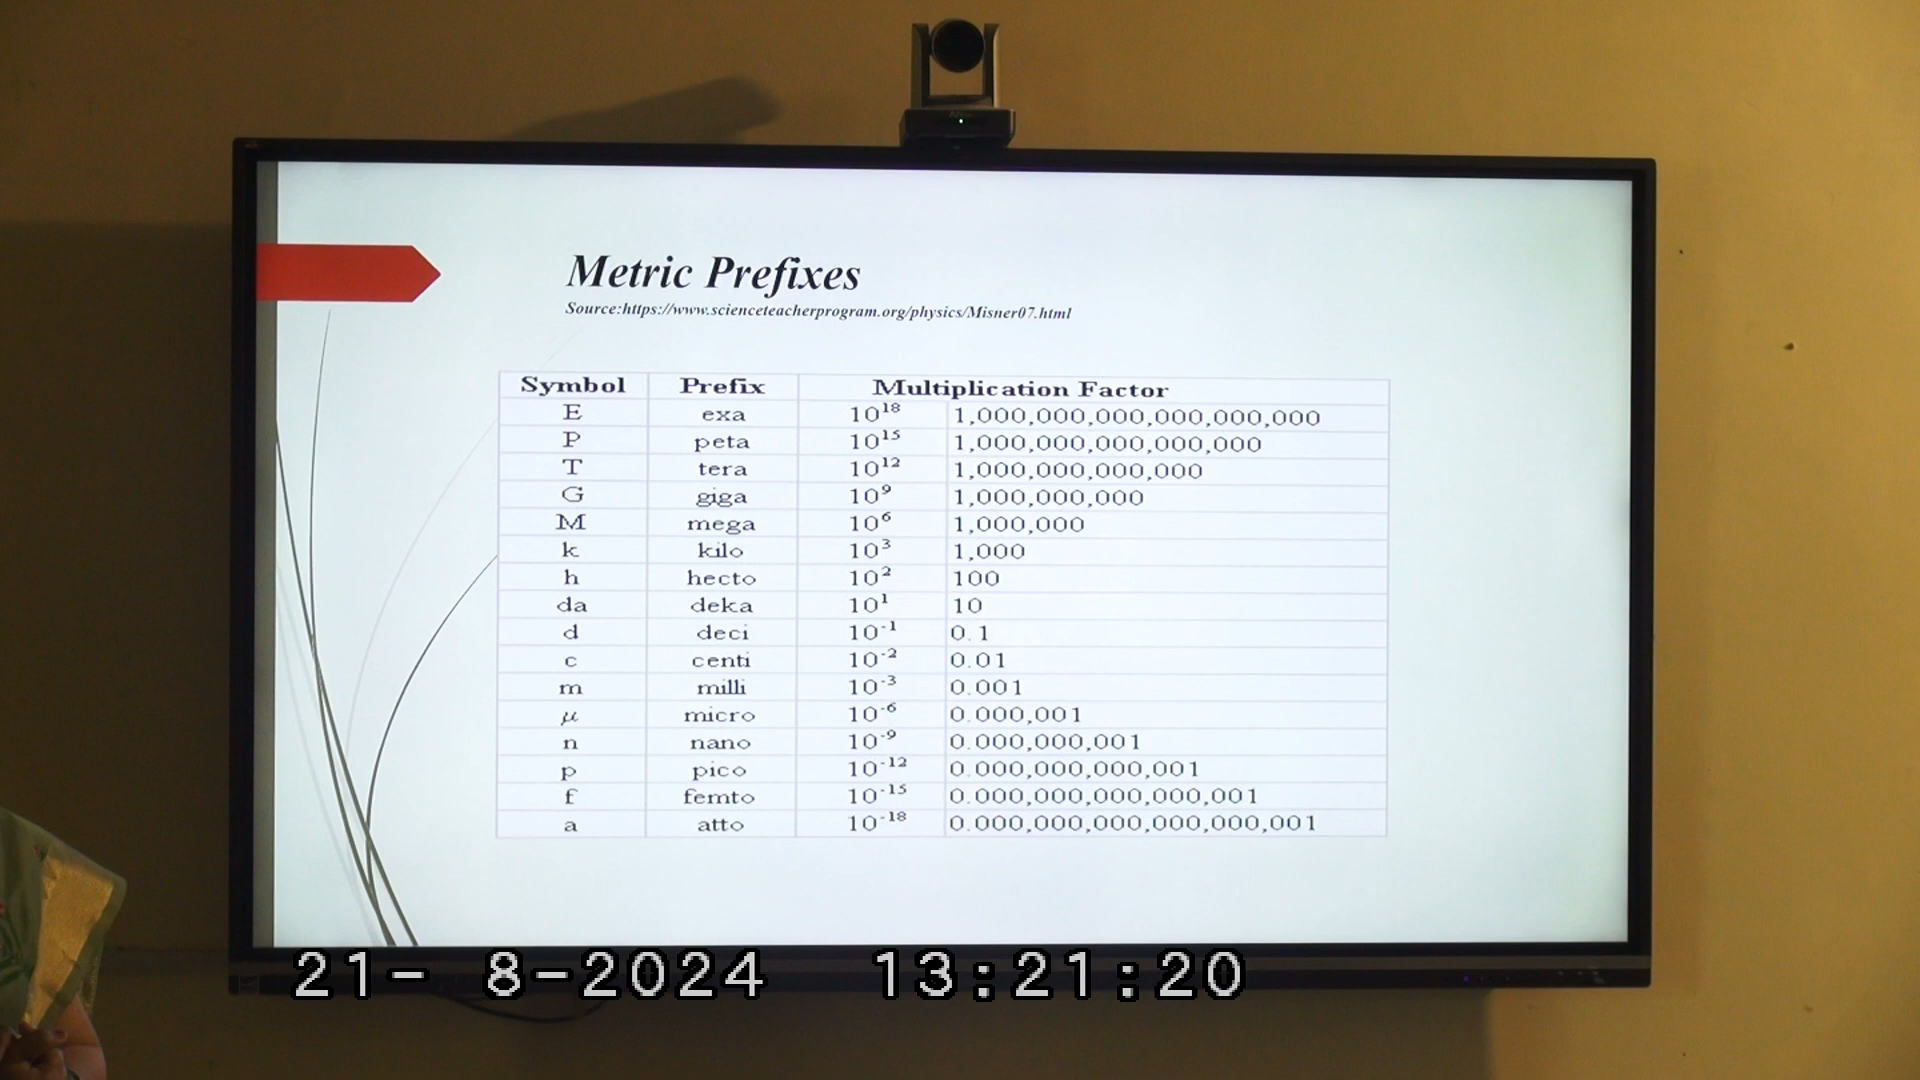 Metric Prefixes
Source:https://www.scienceteacherprogram.org/physics/Misner07.html
Symbol Prefix Multiplication Factor
E exa 10¹⁸ 1,000,000,000,000,000,000
P peta 10¹⁵ 1,000,000,000,000,000
T tera 10¹² 1,000,000,000,000
G giga 10⁹ 1,000,000,000
M mega 10⁶ 1,000,000
k kilo 10³ 1,000
h hecto 10² 100
da deka 10¹ 10
d deci 10⁻¹ 0.1
c centi 10⁻² 0.01
m milli 10⁻³ 0.001
μ micro 10⁻⁶ 0.000,001
n nano 10⁻⁹ 0.000,000,001
p pico 10⁻¹² 0.000,000,000,001
f femto 10⁻¹⁵ 0.000,000,000,000,001
a atto 10⁻¹⁸ 0.000,000,000,000,000,001
21- 8-2024 13:21:20